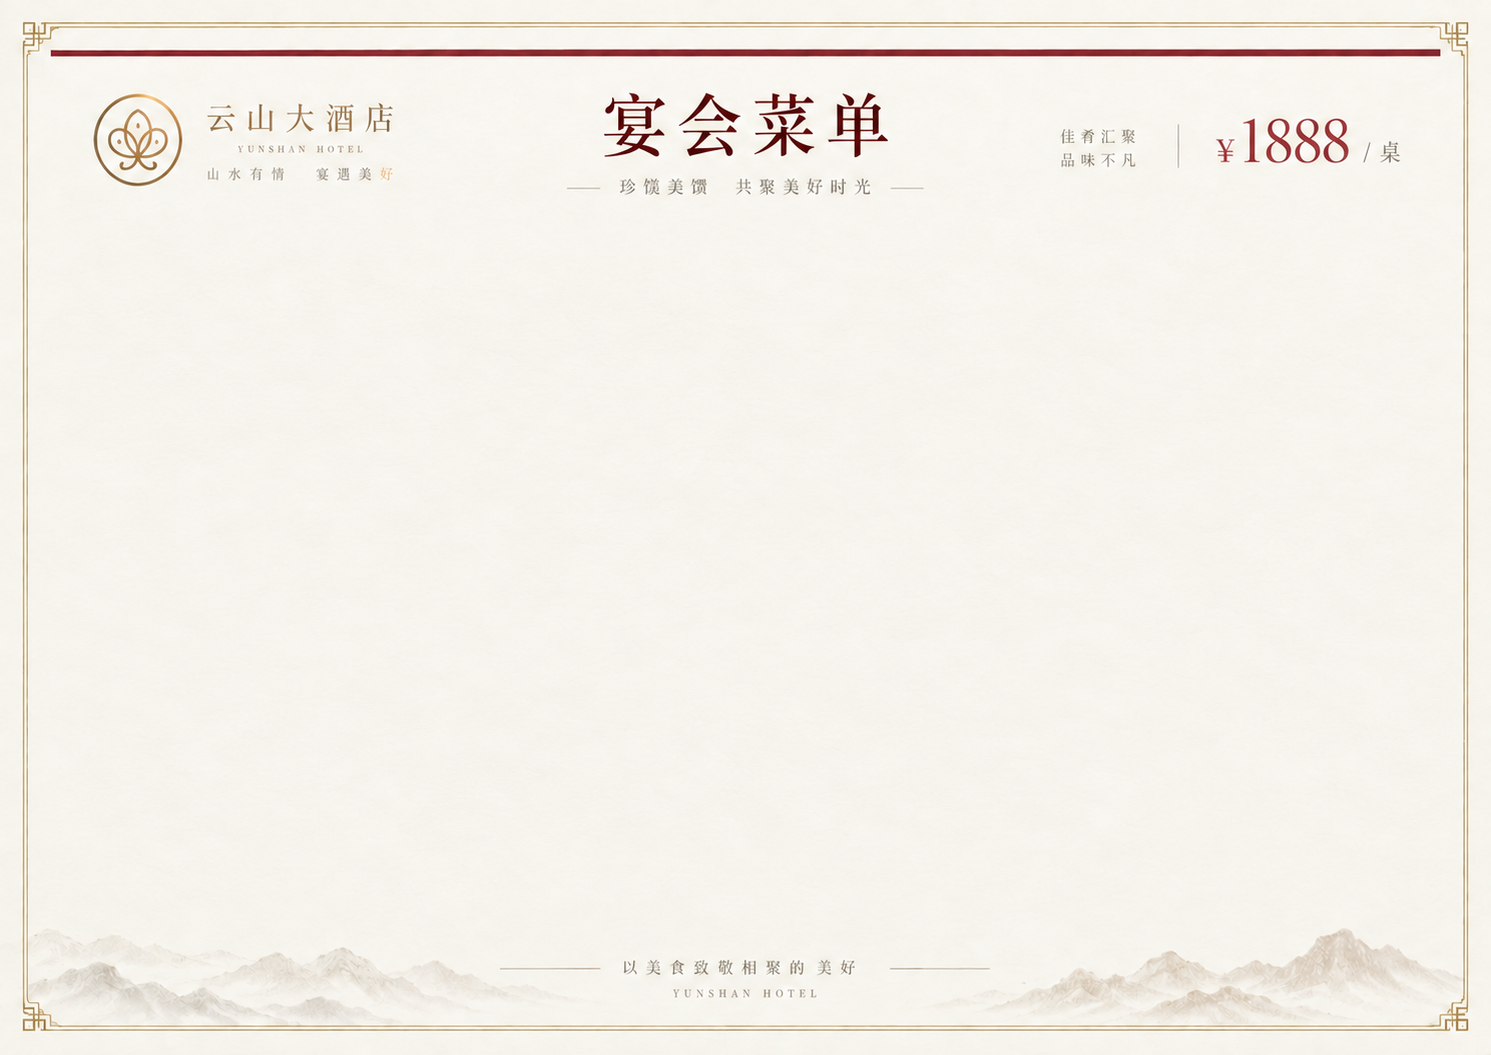 云山大酒店
YUNSHAN HOTEL
山水有情 宴遇美好
宴会菜单
珍馐美馔 共聚美好时光
佳肴汇聚
品味不凡
¥1888 / 桌
以美食致敬相聚的美好
YUNSHAN HOTEL